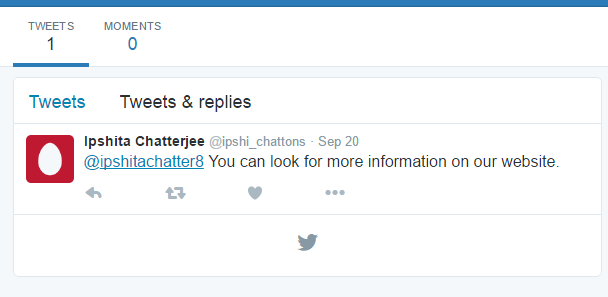 TWEETS MOMENTS
1 0
Tweets Tweets & replies
Ipshita Chatterjee @ipshi_chattons · Sep 20
@ipshitachatter8 You can look for more information on our website.